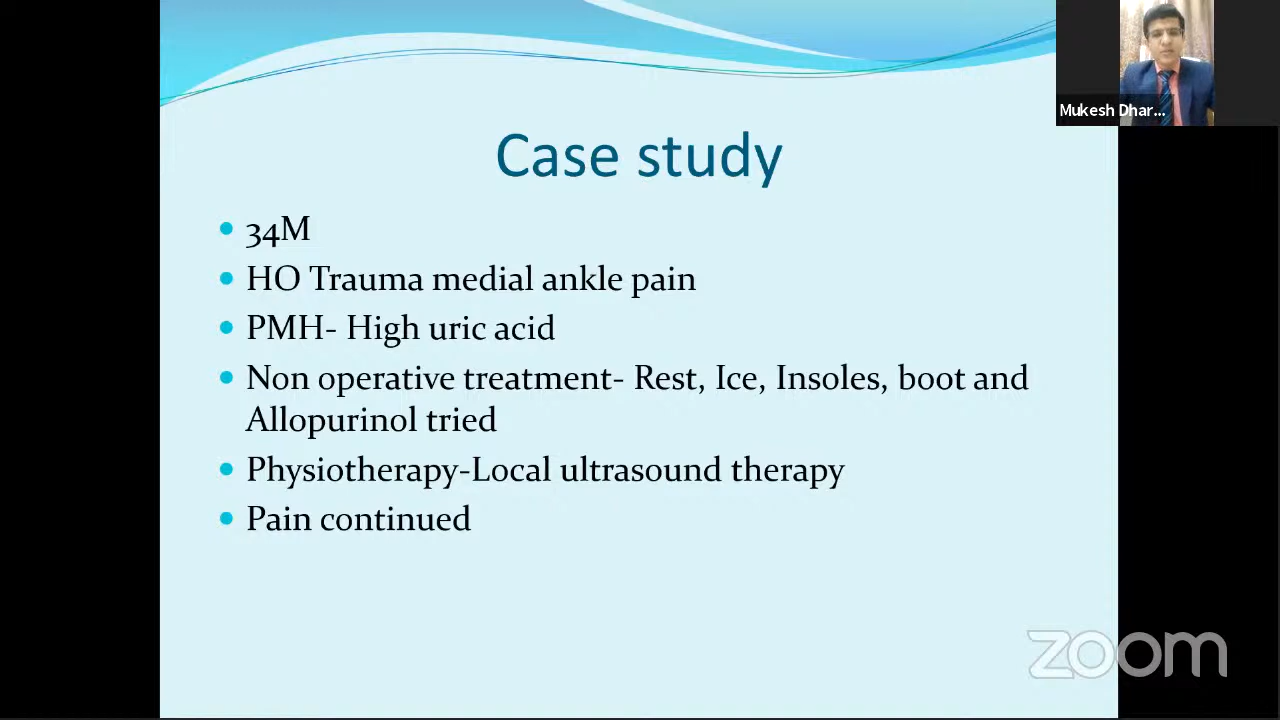 Mukesh Dhar...
Case study
34M
HO Trauma medial ankle pain
PMH- High uric acid
Non operative treatment- Rest, Ice, Insoles, boot and
Allopurinol tried
Physiotherapy-Local ultrasound therapy
Pain continued
zoom